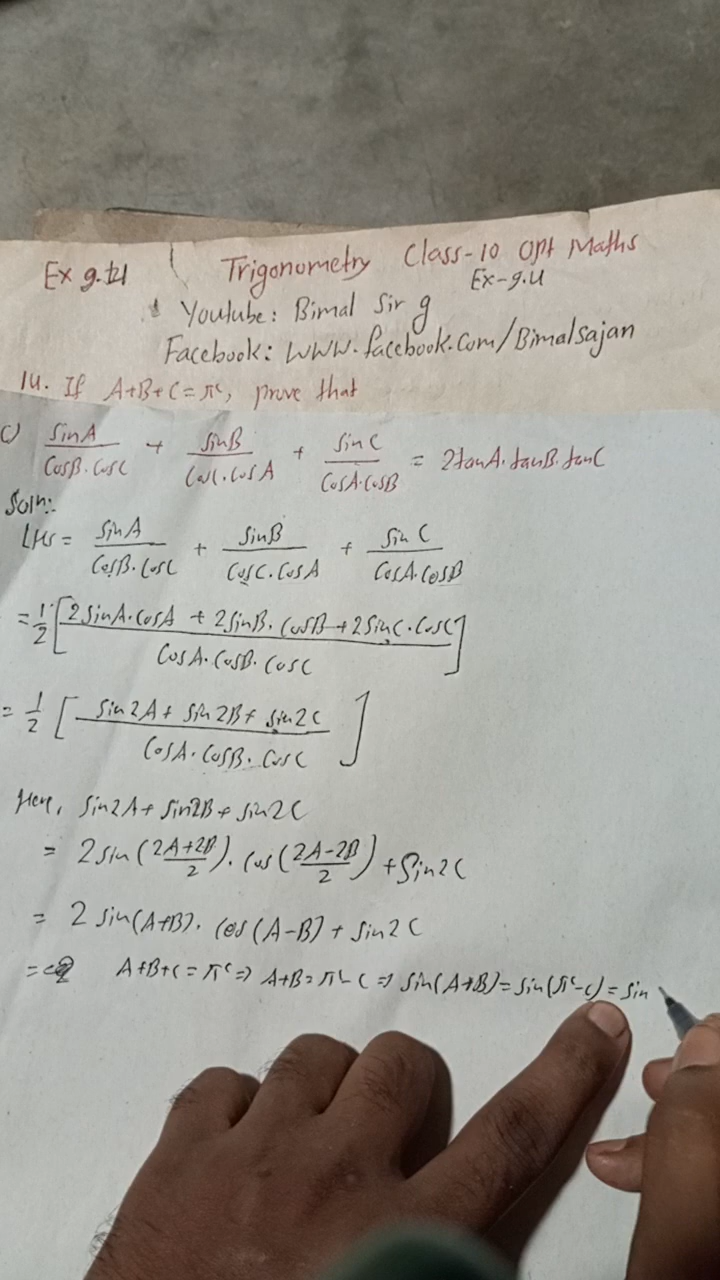 Ex 9.4 Trigonometry Class-10 Opt Maths
Ex-9.4
Youtube: Bimal Sir g
Facebook: WWW.facebook.Com/Bimalsajan
14. If A+B+C = πᶜ, prove that
c) SinA/CosB.CosC + SinB/CosC.CosA + SinC/CosA.CosB = 2tanA.tanB.tanC
Soln:
LHS = SinA/CosB.CosC + SinB/CosC.CosA + SinC/CosA.CosB
= 1/2 [2SinA.CosA + 2SinB.CosB + 2SinC.CosC / CosA.CosB.CosC]
= 1/2 [Sin2A + Sin2B + Sin2C / CosA.CosB.CosC]
Here, Sin2A + Sin2B + Sin2C
= 2Sin(2A+2B/2).Cos(2A-2B/2) + Sin2C
= 2 Sin(A+B).Cos(A-B) + Sin2C
= A+B+C = πᶜ ⇒ A+B = πᶜ-C ⇒ Sin(A+B) = Sin(πᶜ-C) = Sin